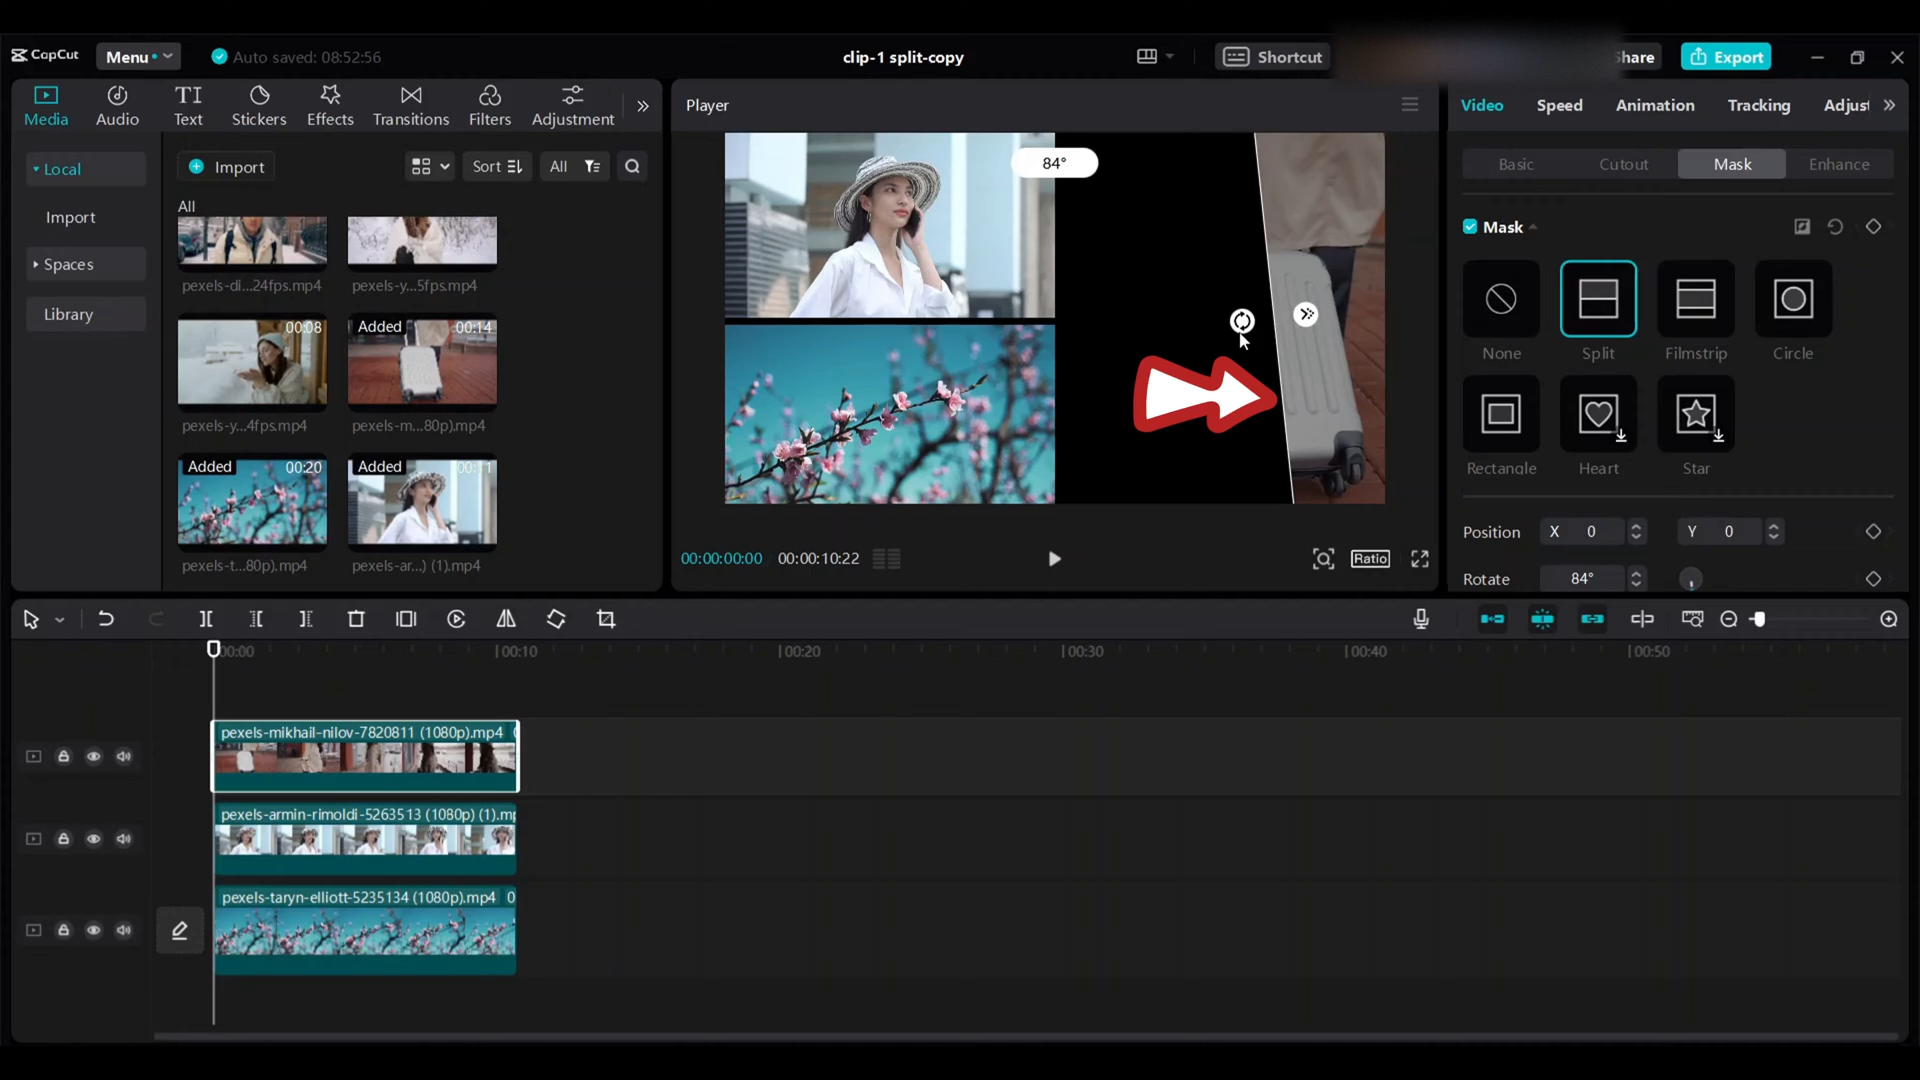 CapCut
Menu
Auto saved: 08:52:56
clip-1 split-copy
Shortcut
hare
Export
Media
Audio
Text
Stickers
Effects
Transitions
Filters
Adjustment
Player
Video
Speed
Animation
Tracking
Adjust
Local
Import
Spaces
Library
Import
Sort
All
All
pexels-di...24fps.mp4
pexels-y...5fps.mp4
00:08
Added
00:14
pexels-y...4fps.mp4
pexels-m...80p).mp4
Added
00:20
Added
00:11
pexels-t...80p).mp4
pexels-ar...) (1).mp4
84°
00:00:00:00
00:00:10:22
Ratio
Basic
Cutout
Mask
Enhance
Mask
None
Split
Filmstrip
Circle
Rectangle
Heart
Star
Position
X 0
Y 0
Rotate
84°
00:00
00:10
00:20
00:30
00:40
00:50
pexels-mikhail-nilov-7820811 (1080p).mp4
pexels-armin-rimoldi-5263513 (1080p) (1).mp
pexels-taryn-elliott-5235134 (1080p).mp4 0